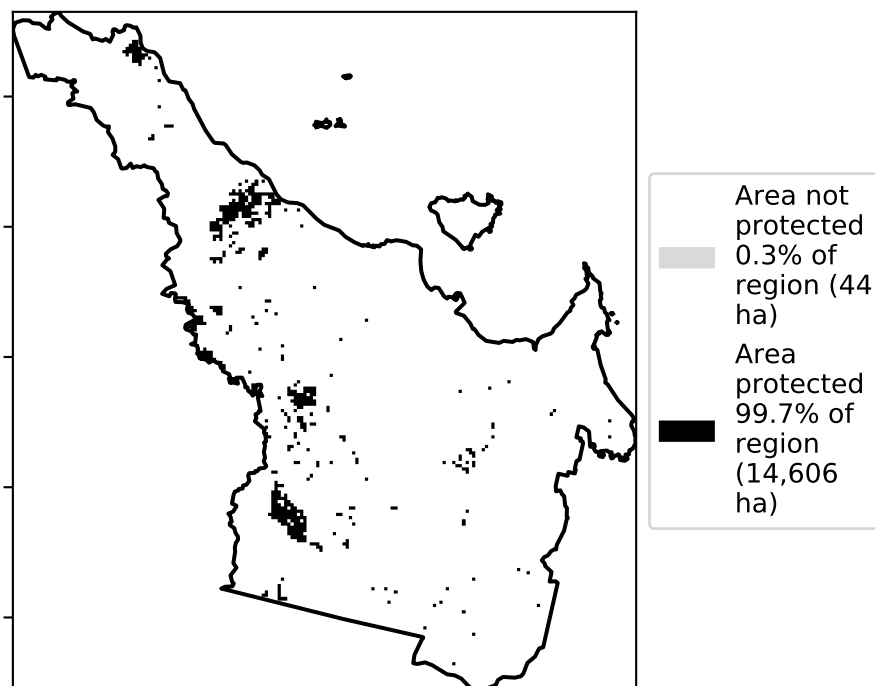 Area not
protected
0.3% of
region (44
ha)
Area
protected
99.7% of
region
(14,606
ha)